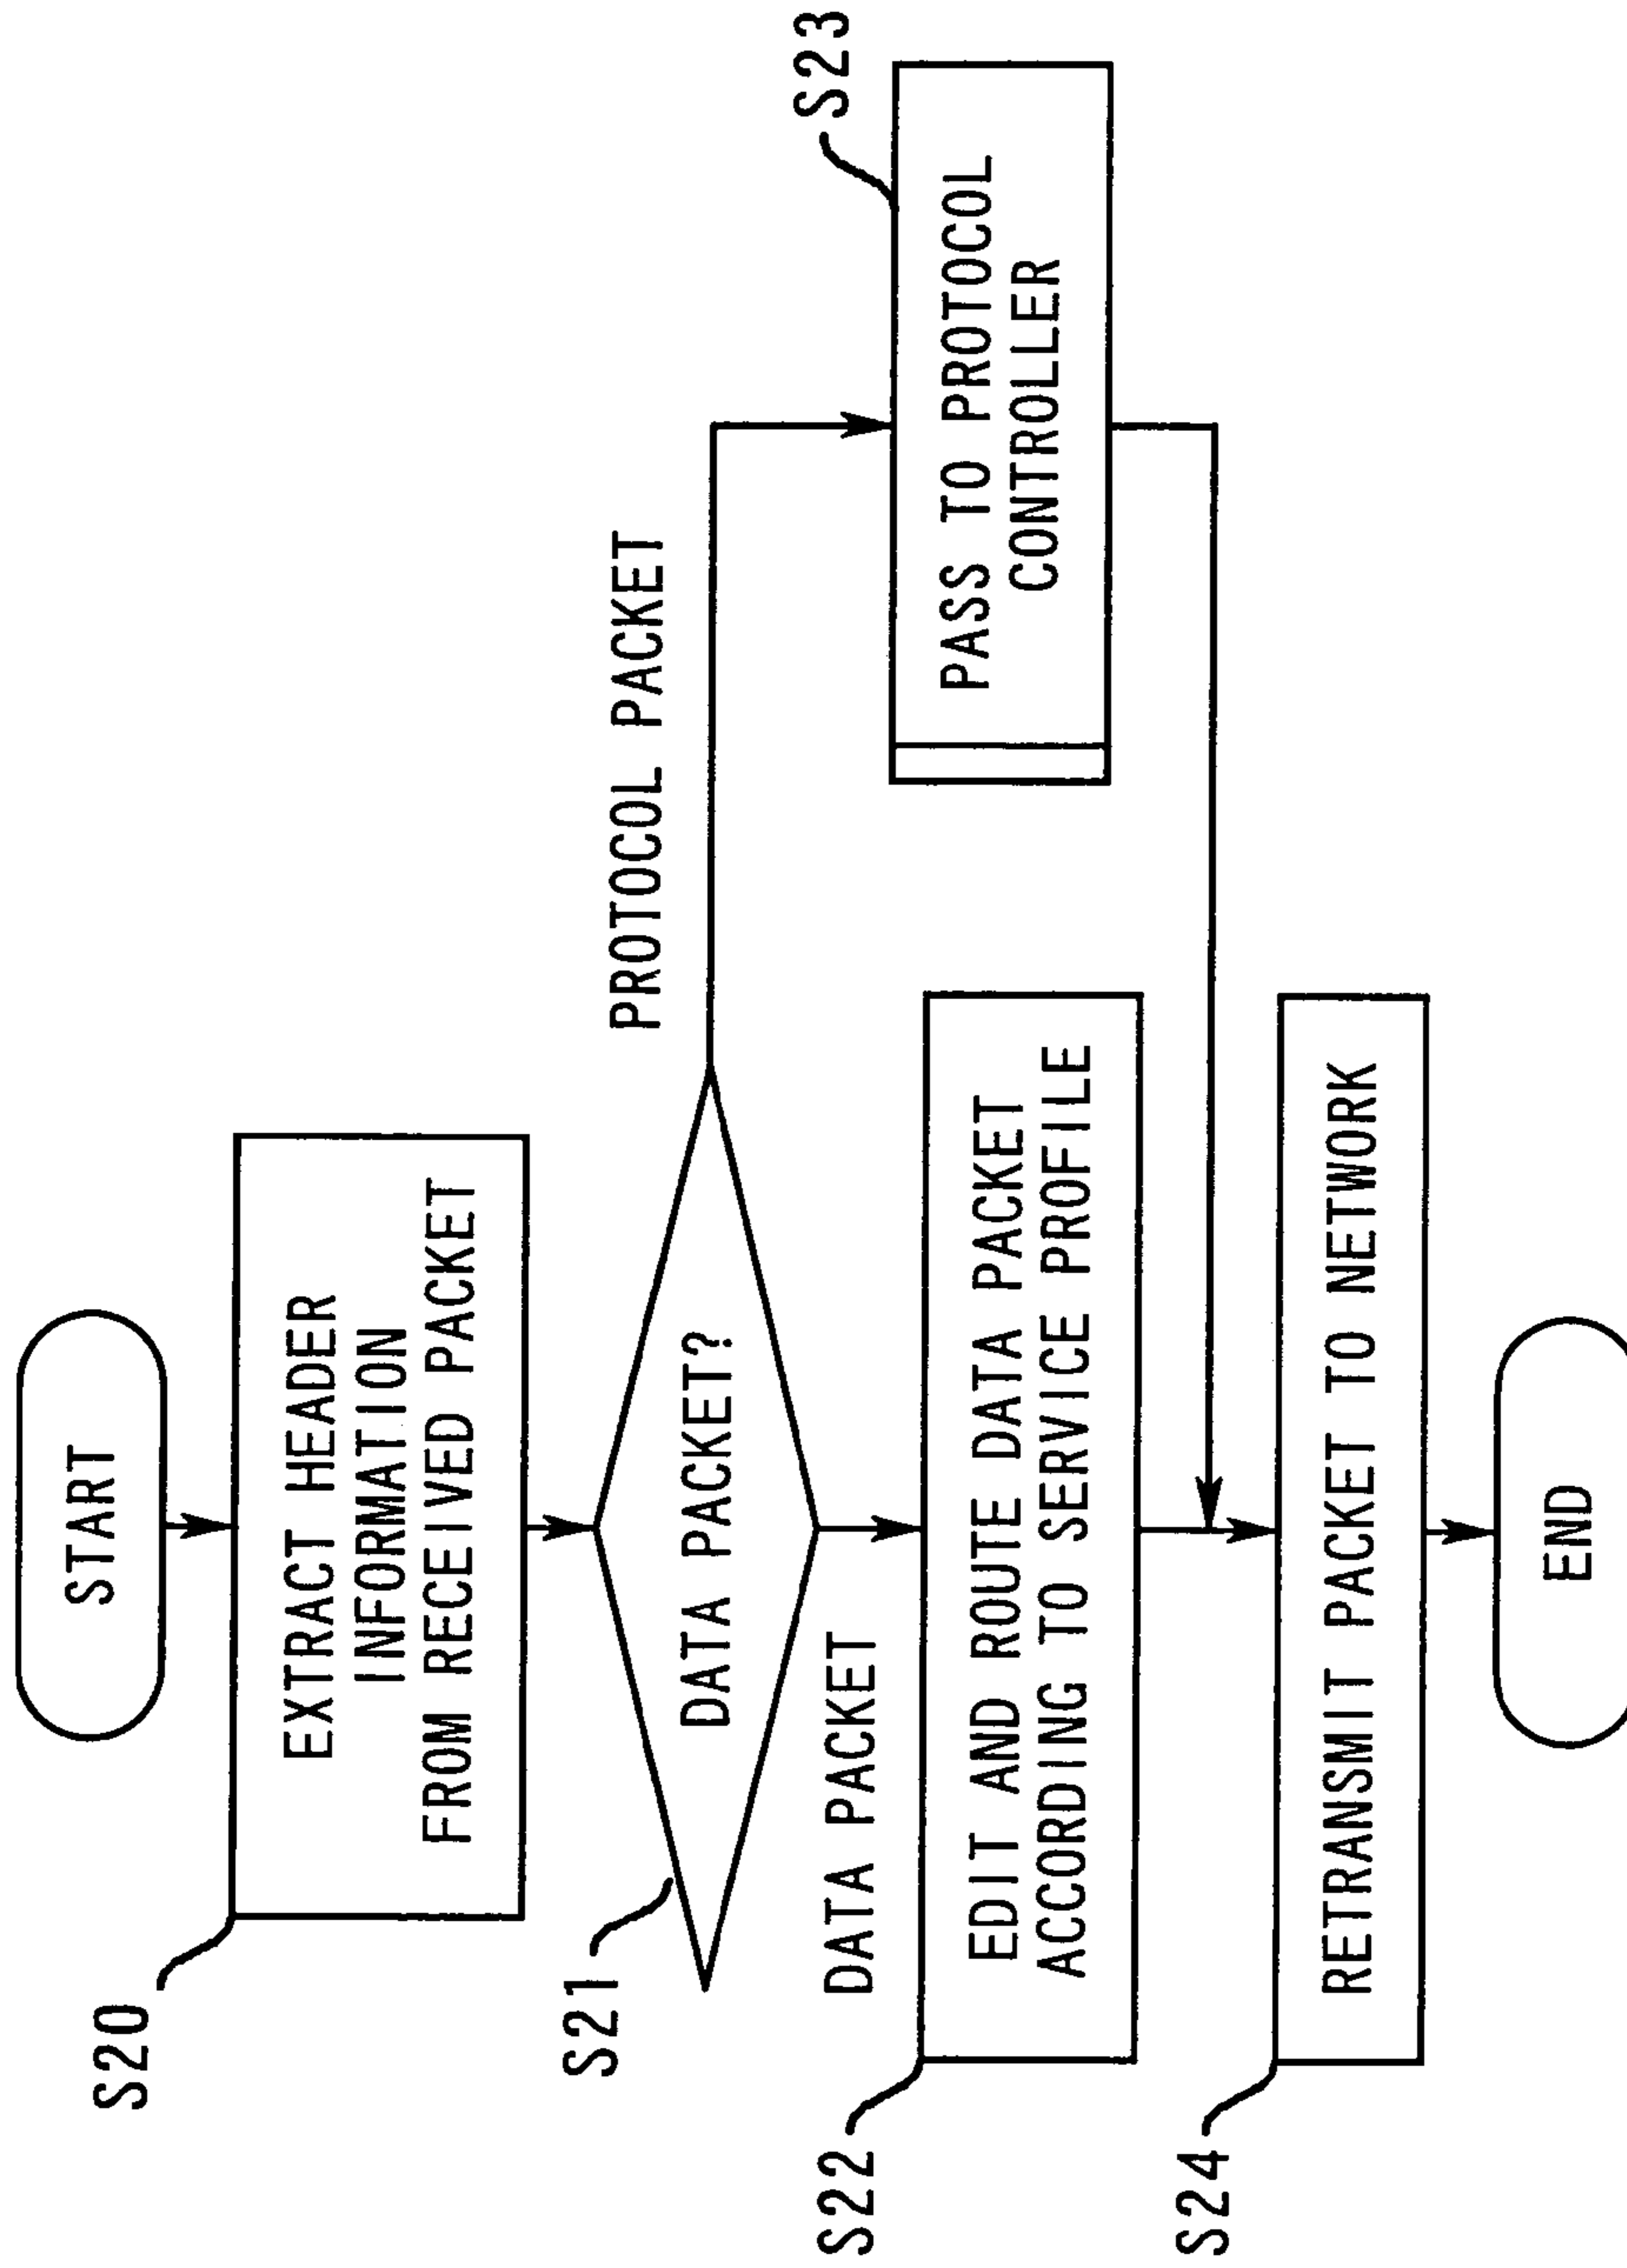 START
S20
EXTRACT HEADER
INFORMATION
FROM RECEIVED PACKET
S21
DATA PACKET?
PROTOCOL PACKET
DATA PACKET
S22
EDIT AND ROUTE DATA PACKET
ACCORDING TO SERVICE PROFILE
S23
PASS TO PROTOCOL
CONTROLLER
S24
RETRANSMIT PACKET TO NETWORK
END